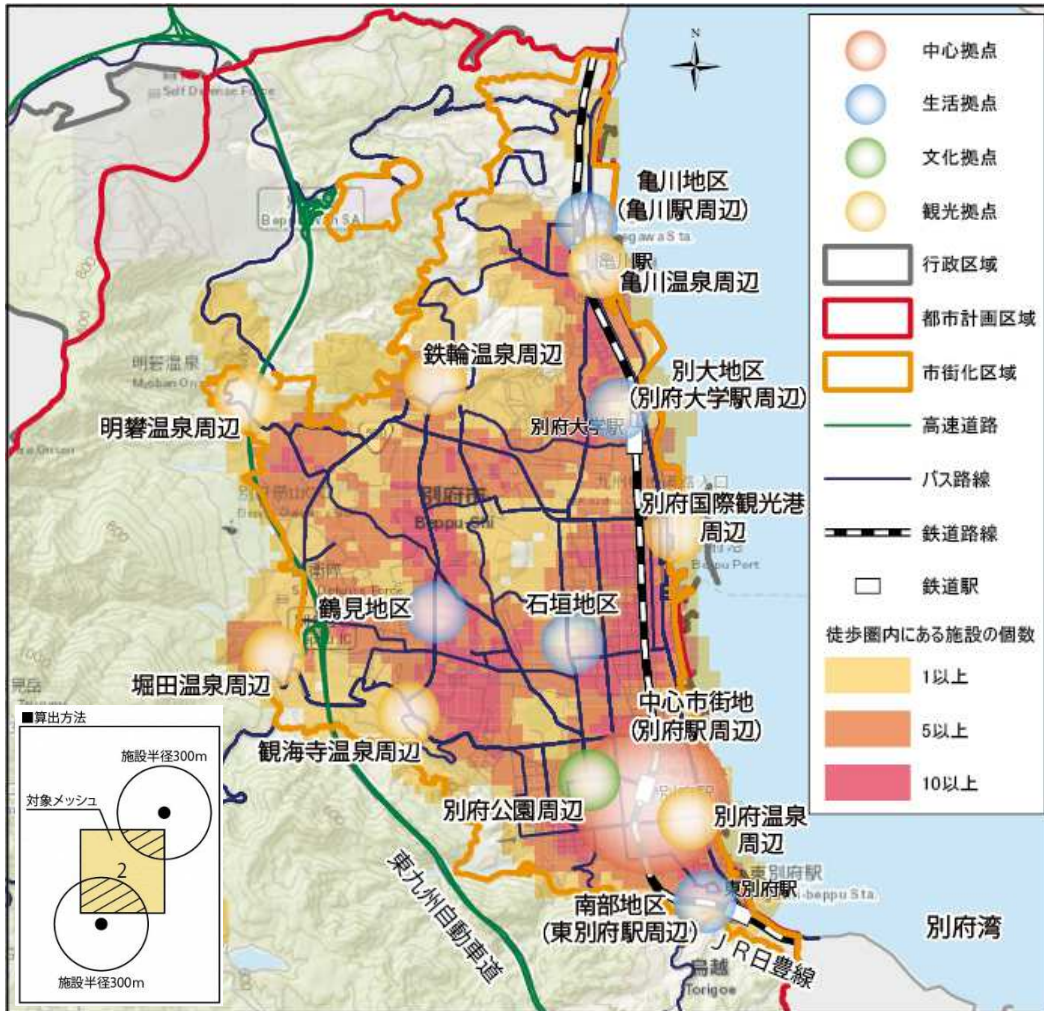 N
中心拠点
生活拠点
文化拠点
観光拠点
行政区域
都市計画区域
市街化区域
高速道路
バス路線
鉄道路線
鉄道駅
徒歩圏内にある施設の個数
1以上
5以上
10以上
Self Defense Force
亀川地区
(亀川駅周辺)
亀川駅
亀川温泉周辺
鉄輪温泉周辺
明礬温泉
明礬温泉周辺
別大地区
(別府大学駅周辺)
別府大学駅
別府市
Beppu Shi
別府国際観光港
周辺
Beppu Port
鶴見地区
石垣地区
堀田温泉周辺
観海寺温泉周辺
中心市街地
(別府駅周辺)
別府公園周辺
別府温泉
周辺
東別府駅
東別府駅
南部地区
(東別府駅周辺)
JR日豊線
東九州自動車道
別府湾
鳥越
Torigoe
■算出方法
施設半径300m
対象メッシュ
2
施設半径300m